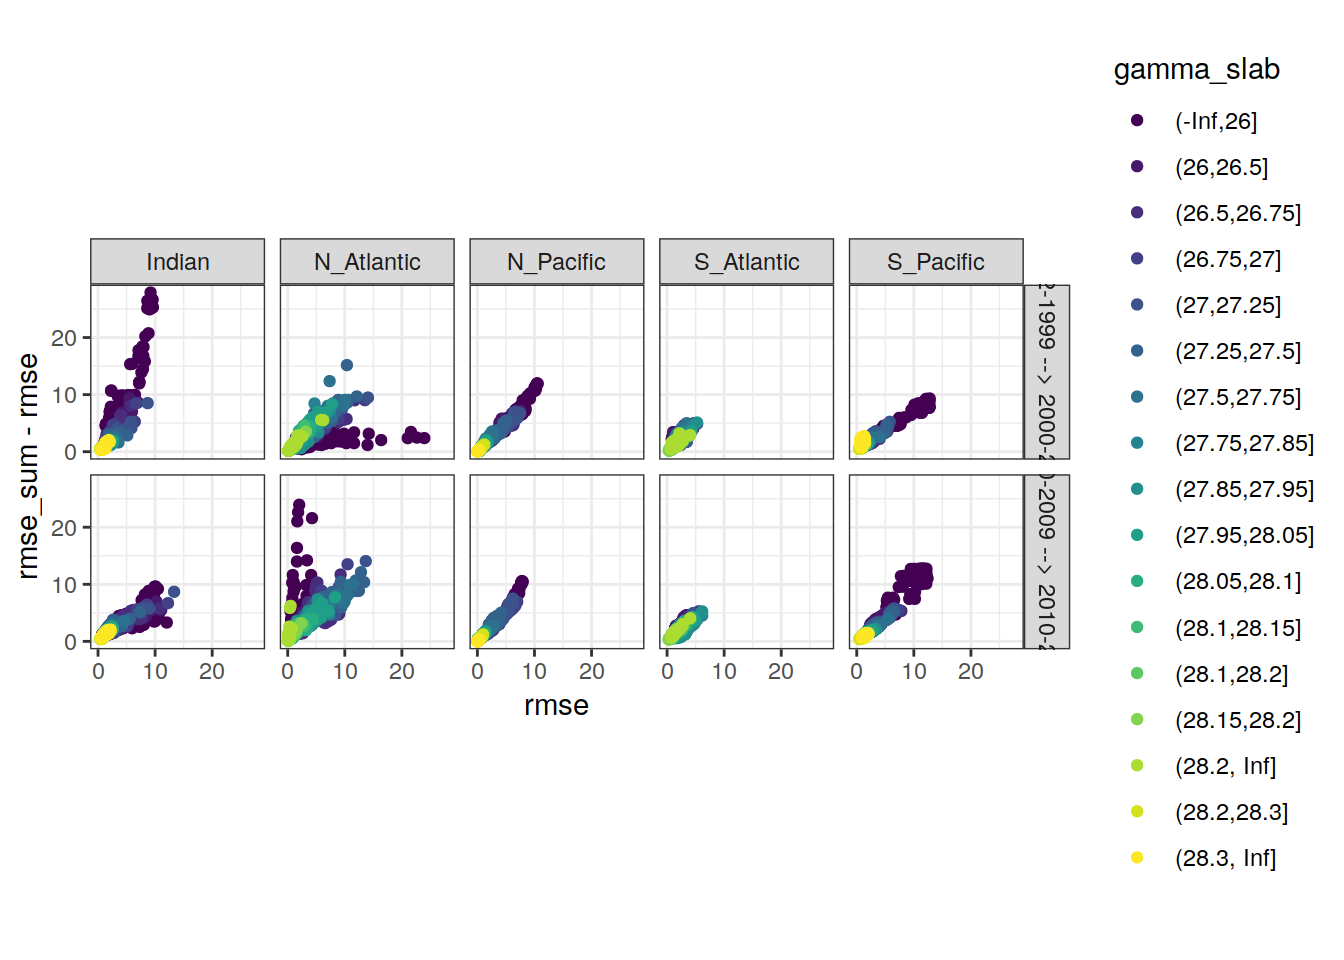 gamma_slab
(-Inf,26]
(26,26.5]
(26.5,26.75]
(26.75,27]
(27,27.25]
(27.25,27.5]
(27.5,27.75]
(27.75,27.85]
(27.85,27.95]
(27.95,28.05]
(28.05,28.1]
(28.1,28.15]
(28.1,28.2]
(28.15,28.2]
(28.2, Inf]
(28.2,28.3]
(28.3, Inf]
Indian N_Atlantic N_Pacific S_Atlantic S_Pacific
rmse_sum - rmse
20
10
0
-1999 --> 2000-
20
10
0
-2009 --> 2010-
0 10 20 0 10 20 0 10 20 0 10 20 0 10 20
rmse